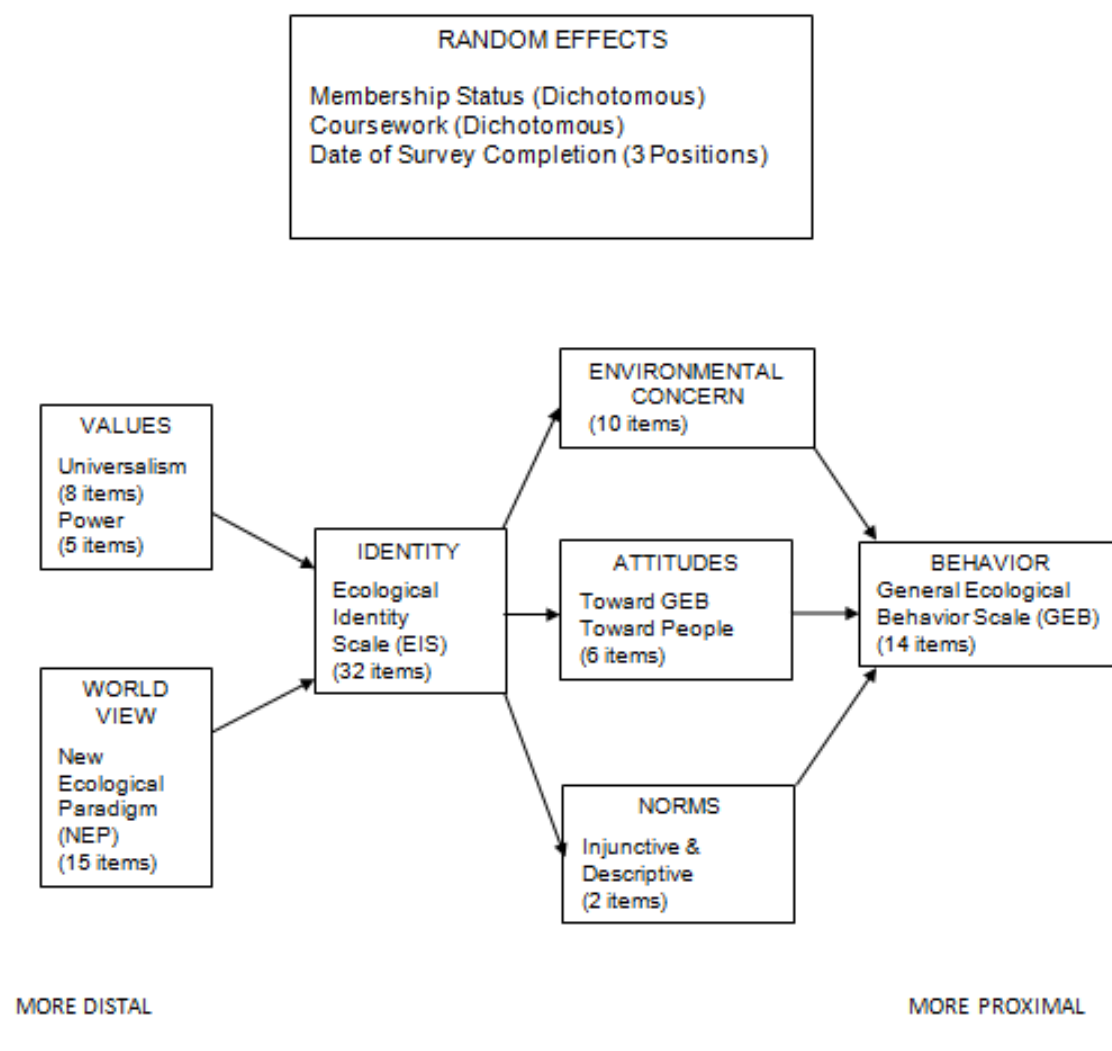 RANDOM EFFECTS
Membership Status (Dichotomous)
Coursework (Dichotomous)
Date of Survey Completion (3 Positions)
VALUES
Universalism
(8 items)
Power
(5 items)
WORLD
VIEW
New
Ecological
Paradigm
(NEP)
(15 items)
IDENTITY
Ecological
Identity
Scale (EIS)
(32 items)
ENVIRONMENTAL
CONCERN
(10 items)
ATTITUDES
Toward GEB
Toward People
(6 items)
NORMS
Injunctive &
Descriptive
(2 items)
BEHAVIOR
General Ecological
Behavior Scale (GEB)
(14 items)
MORE DISTAL
MORE PROXIMAL